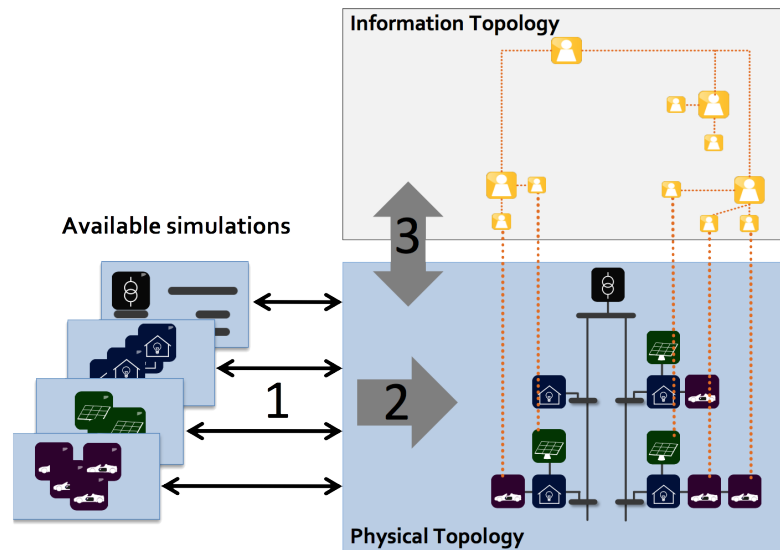 Information Topology
Available simulations
3
1
2
Physical Topology